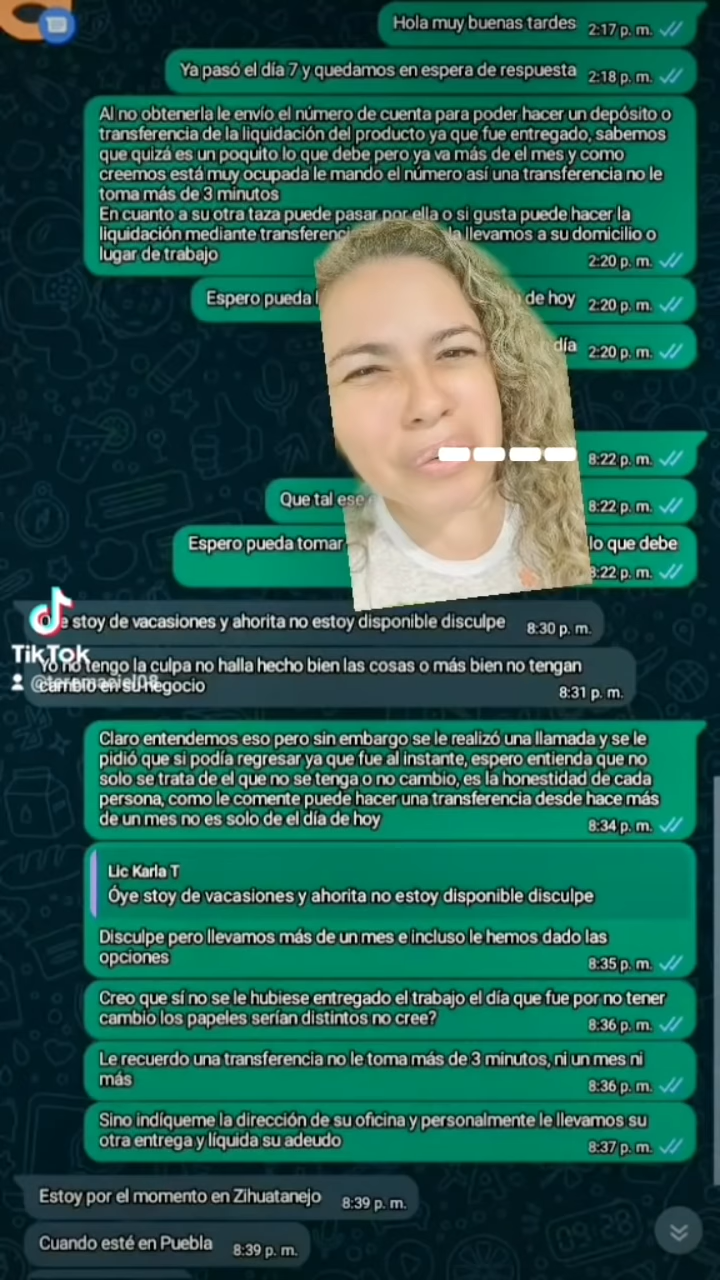 Hola muy buenas tardes 2:17 p. m.
Ya pasó el día 7 y quedamos en espera de respuesta 2:18 p. m.
Al no obtenerla le envío el número de cuenta para poder hacer un depósito o
transferencia de la liquidación del producto ya que fue entregado, sabemos
que quizá es un poquito lo que debe pero ya va más de el mes y como
creemos está muy ocupada le mando el número así una transferencia no le
toma más de 3 minutos
En cuanto a su otra taza puede pasar por ella o si gusta puede hacer la
liquidación mediante la llevamos a su domicilio o
lugar de trabajo 2:20 p. m.
Espero pueda de hoy 2:20 p. m.
día 2:20 p. m.
8:22 p. m.
Que tal ese 8:22 p. m.
Espero pueda tomar lo que debe
8:22 p. m.
stoy de vacasiones y ahorita no estoy disponible disculpe 8:30 p. m.
TikTok
Yo no tengo la culpa no halla hecho bien las cosas o más bien no tengan
cambio en su negocio 8:31 p. m.
Claro entendemos eso pero sin embargo se le realizó una llamada y se le
pidió que si podía regresar ya que fue al instante, espero entienda que no
solo se trata de el que no se tenga o no cambio, es la honestidad de cada
persona, como le comente puede hacer una transferencia desde hace más
de un mes no es solo de el día de hoy 8:34 p. m.
Lic Karla T
Óye stoy de vacasiones y ahorita no estoy disponible disculpe
Disculpe pero llevamos más de un mes e incluso le hemos dado las
opciones 8:35 p. m.
Creo que sí no se le hubiese entregado el trabajo el día que fue por no tener
cambio los papeles serían distintos no cree? 8:36 p. m.
Le recuerdo una transferencia no le toma más de 3 minutos, ni un mes ni
más 8:36 p. m.
Sino indíqueme la dirección de su oficina y personalmente le llevamos su
otra entrega y líquida su adeudo 8:37 p. m.
Estoy por el momento en Zihuatanejo 8:39 p. m.
Cuando esté en Puebla 8:39 p. m.